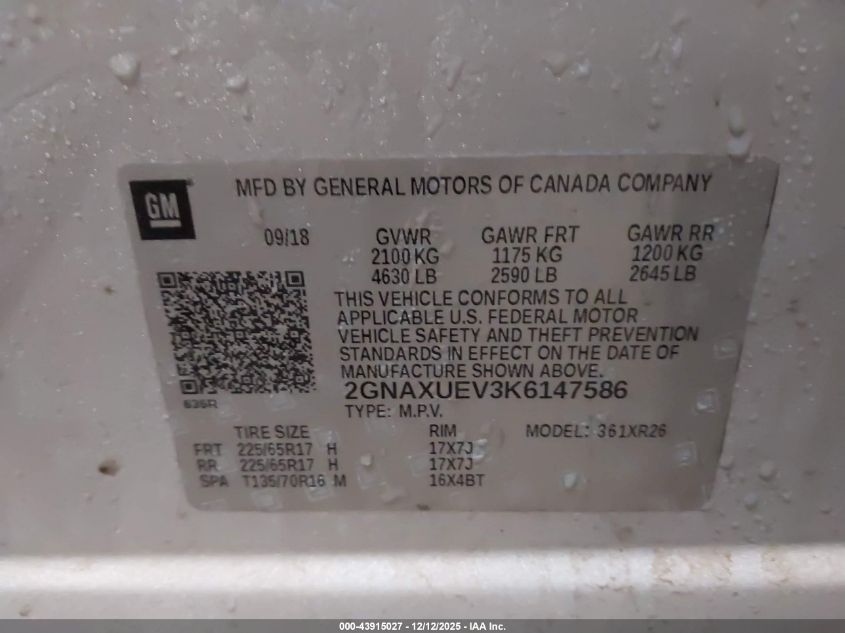 GM
MFD BY GENERAL MOTORS OF CANADA COMPANY
09/18 GVWR GAWR FRT GAWR RR
2100 KG 1175 KG 1200 KG
4630 LB 2590 LB 2645 LB
THIS VEHICLE CONFORMS TO ALL
APPLICABLE U.S. FEDERAL MOTOR
VEHICLE SAFETY AND THEFT PREVENTION
STANDARDS IN EFFECT ON THE DATE OF
MANUFACTURE SHOWN ABOVE.
2GNAXUEV3K6147586
636R
TYPE: M.P.V.
TIRE SIZE RIM MODEL: 361XR26
FRT 225/65R17 H 17X7J
RR 225/65R17 H 17X7J
SPA T135/70R16 M 16X4BT
000-43915027 - 12/12/2025 - IAA Inc.